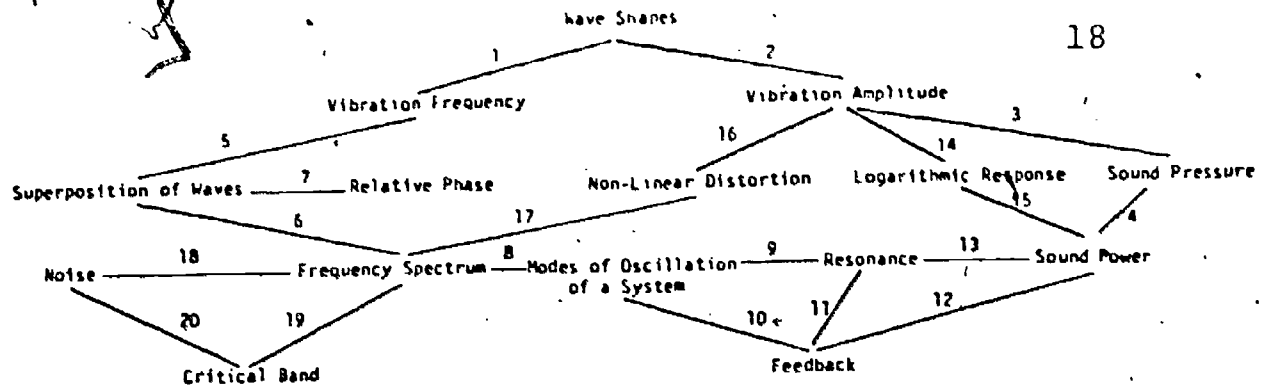 Wave Shapes
18
1
2
Vibration Frequency
Vibration Amplitude
3
5
16
14
Superposition of Waves
7
Relative Phase
Non-Linear Distortion
Logarithmic Response
Sound Pressure
15
4
6
17
18
8
9
13
Noise
Frequency Spectrum
Modes of Oscillation
of a System
Resonance
Sound Power
20
19
10
11
12
Critical Band
Feedback